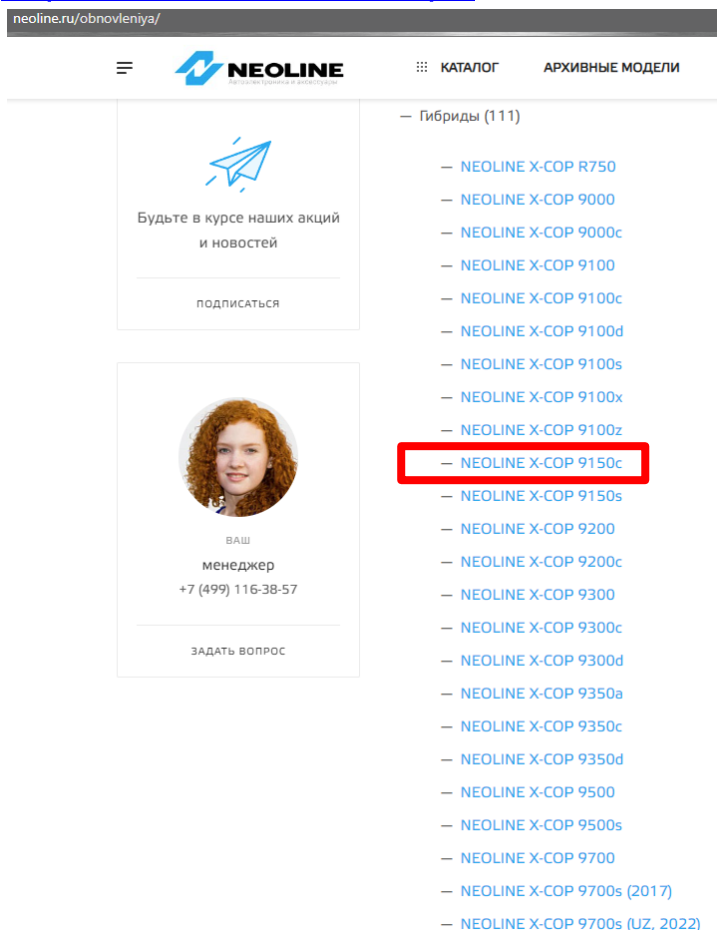 neoline.ru/obnovleniya/
NEOLINE
Автоэлектроника и аксессуары
КАТАЛОГ
АРХИВНЫЕ МОДЕЛИ
Будьте в курсе наших акций
и новостей
ПОДПИСАТЬСЯ
ВАШ
менеджер
+7 (499) 116-38-57
ЗАДАТЬ ВОПРОС
— Гибриды (111)
— NEOLINE X-COP R750
— NEOLINE X-COP 9000
— NEOLINE X-COP 9000c
— NEOLINE X-COP 9100
— NEOLINE X-COP 9100c
— NEOLINE X-COP 9100d
— NEOLINE X-COP 9100s
— NEOLINE X-COP 9100x
— NEOLINE X-COP 9100z
— NEOLINE X-COP 9150c
— NEOLINE X-COP 9150s
— NEOLINE X-COP 9200
— NEOLINE X-COP 9200c
— NEOLINE X-COP 9300
— NEOLINE X-COP 9300c
— NEOLINE X-COP 9300d
— NEOLINE X-COP 9350a
— NEOLINE X-COP 9350c
— NEOLINE X-COP 9350d
— NEOLINE X-COP 9500
— NEOLINE X-COP 9500s
— NEOLINE X-COP 9700
— NEOLINE X-COP 9700s (2017)
— NEOLINE X-COP 9700s (UZ, 2022)